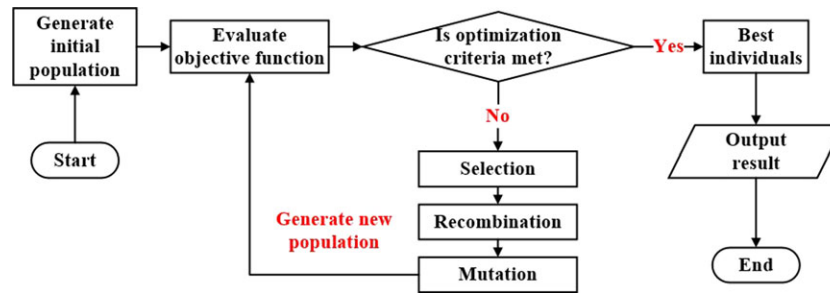 Generate
initial
population
Evaluate
objective function
Is optimization
criteria met?
Yes
Best
individuals
No
Start
Output
result
Selection
Generate new
population
Recombination
Mutation
End